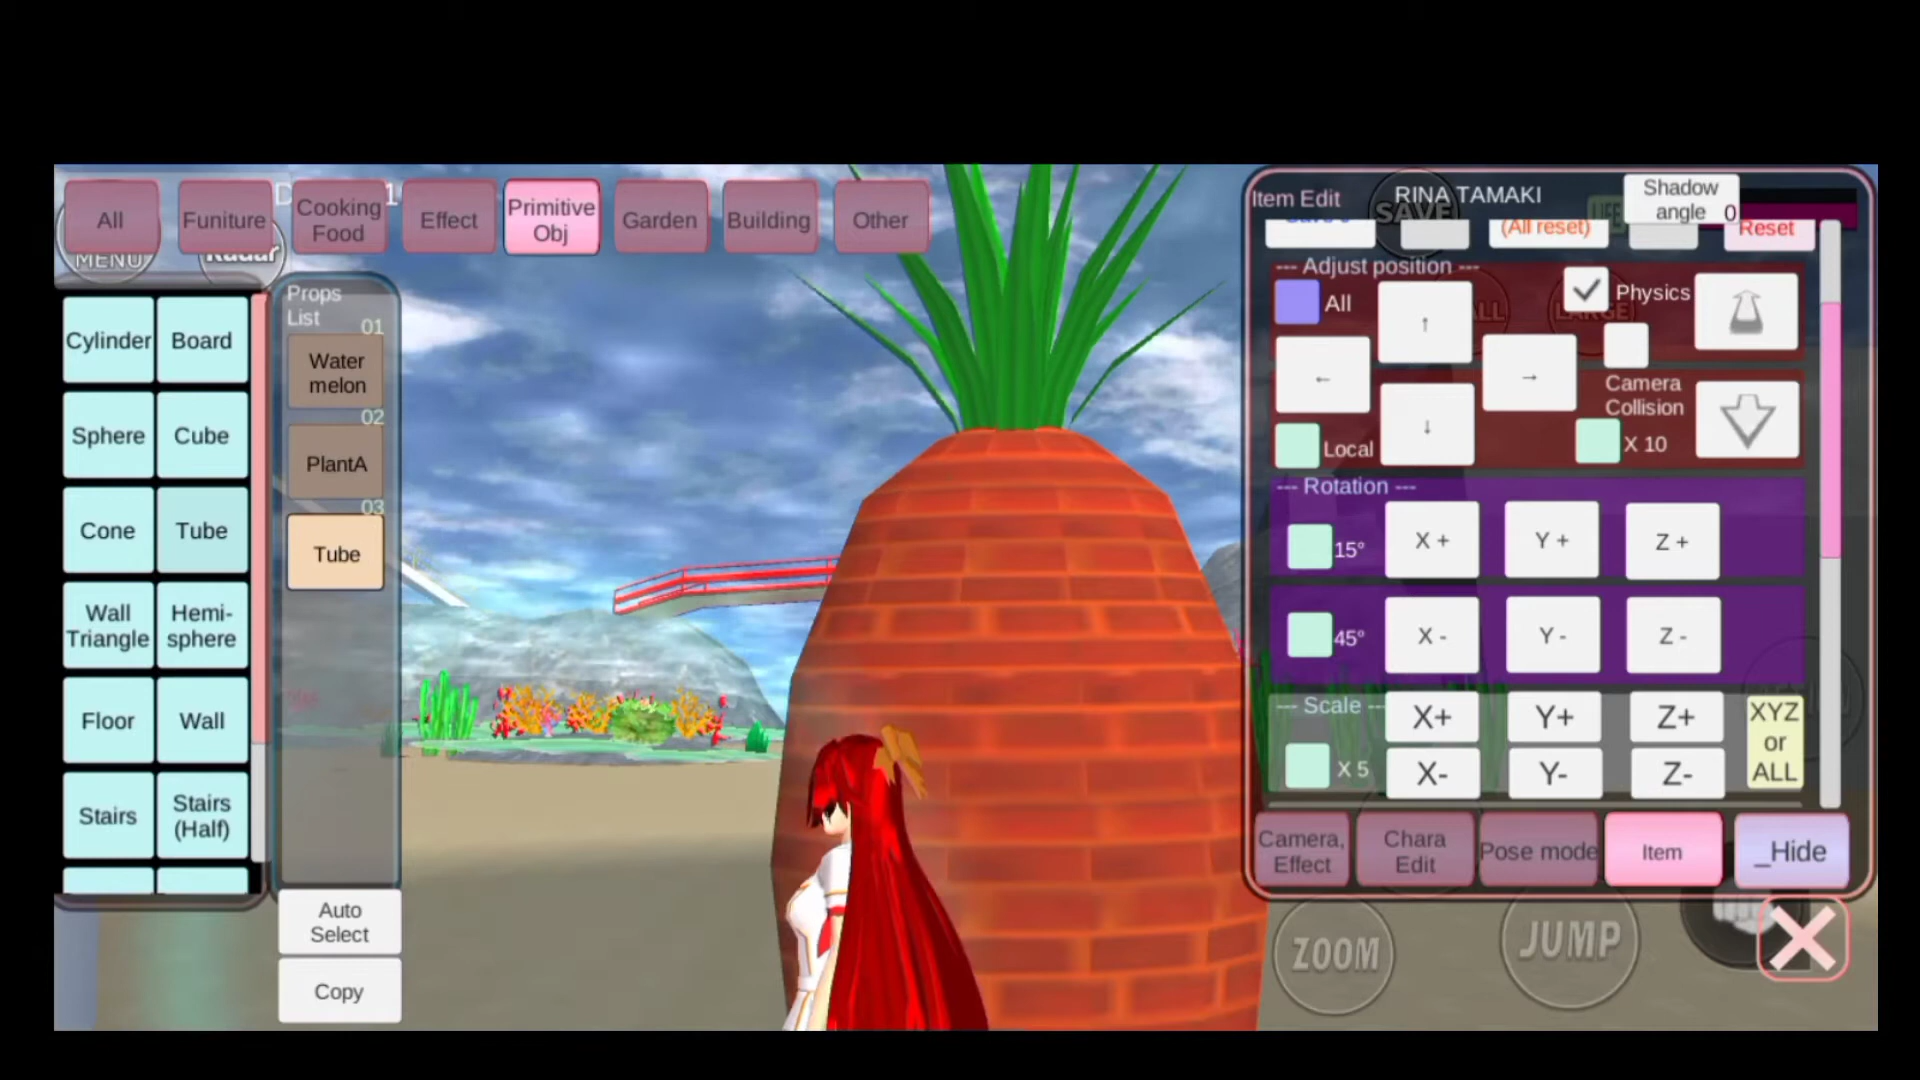 All
Funiture
Cooking
Food
Effect
Primitive
Obj
Garden
Building
Other
MENU
Radar
Cylinder
Board
Sphere
Cube
Cone
Tube
Wall
Triangle
Hemi-
sphere
Floor
Wall
Stairs
Stairs
(Half)
Props
List
01
Water
melon
02
PlantA
03
Tube
Auto
Select
Copy
Item Edit
RINA TAMAKI
Shadow
angle
0
SAVE
(All reset)
Reset
--- Adjust position ---
All
↑
Physics
←
→
Camera
Collision
Local
↓
X 10
--- Rotation ---
15°
X +
Y +
Z +
45°
X -
Y -
Z -
--- Scale ---
X+
Y+
Z+
XYZ
or
ALL
X 5
X-
Y-
Z-
Camera,
Effect
Chara
Edit
Pose mode
Item
_Hide
ZOOM
JUMP